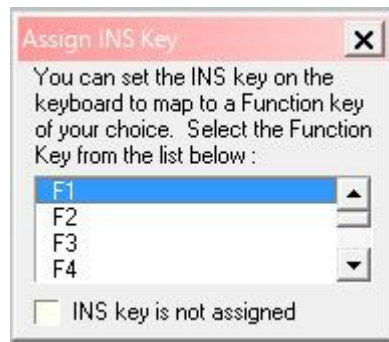 Assign INS Key
You can set the INS key on the
keyboard to map to a Function key
of your choice. Select the Function
Key from the list below :
F1
F2
F3
F4
INS key is not assigned